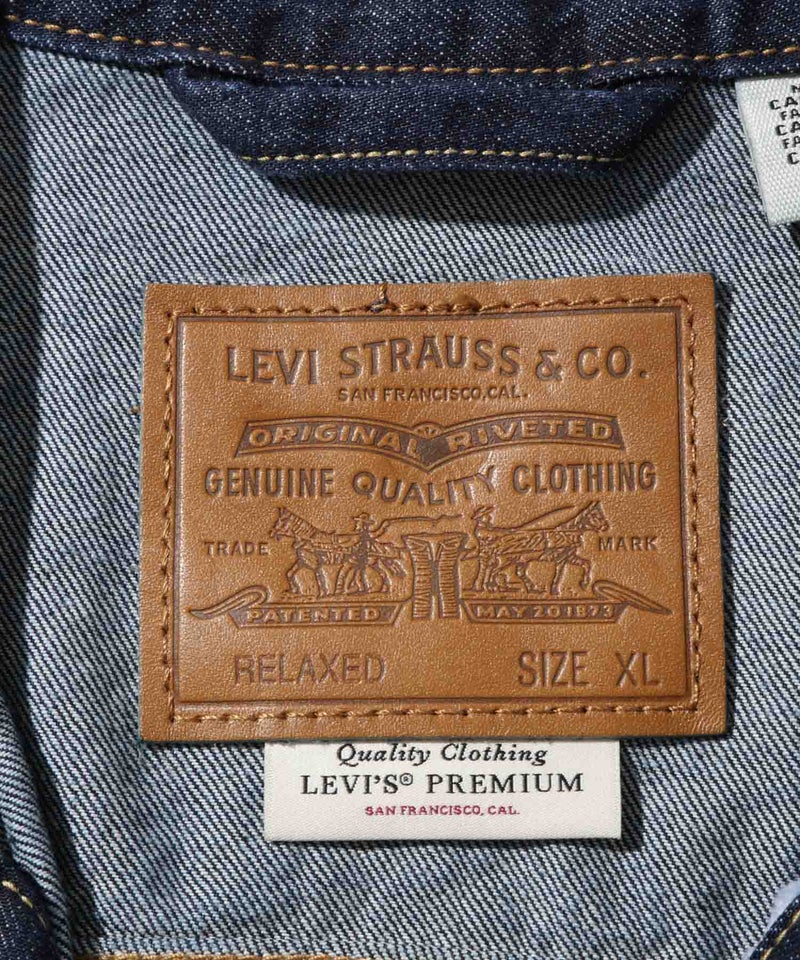 LEVI STRAUSS & CO.
SAN FRANCISCO, CAL.
ORIGINAL RIVETED
GENUINE QUALITY CLOTHING
TRADE MARK
PATENTED MAY 20 1873
RELAXED SIZE XL
Quality Clothing
LEVI'S® PREMIUM
SAN FRANCISCO, CAL.